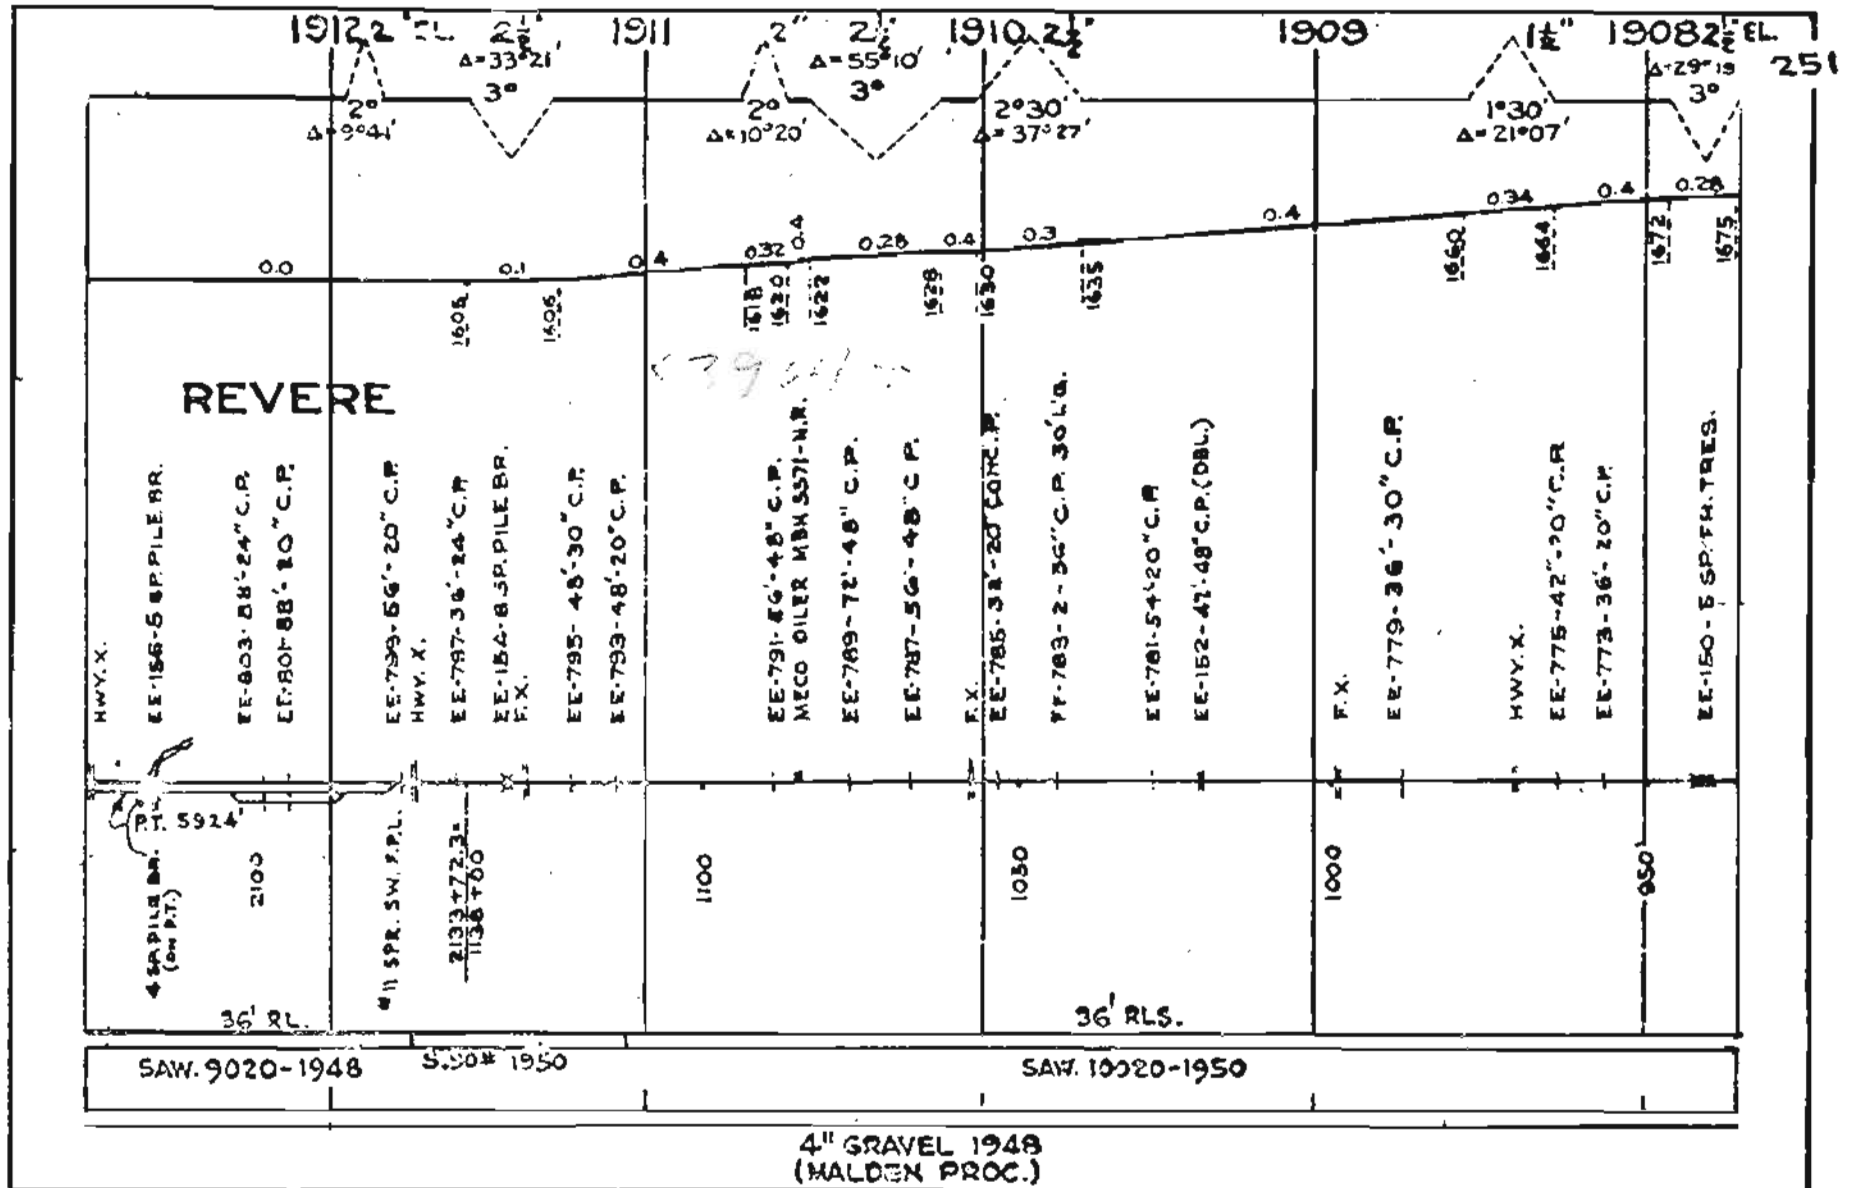 1912 2" EL. 2½" 1911 2" 2½" 1910 2½" 1909 1½" 1908 2½" EL.
251
Δ=33°21' Δ=55°10' Δ=29°19
3° 3° 3°
2° 2° 2°30' 1°30'
Δ=9°41' Δ=10°20' Δ=37°27' Δ=21°07'
0.0 0.1 0.4 0.32 0.4 0.28 0.4 0.3 0.4 0.34 0.4 0.28
1605 1606 1618 1620 1622 1628 1630 1635 1660 1664 1672 1675
REVERE
HWY. X.
EE-156-5 SP. PILE BR.
EE-803-88'-24" C.P.
EE-801-88'-20" C.P.
EE-799-56'-20" C.P.
HWY. X.
EE-797-36'-24" C.P.
EE-154-8 SP. PILE BR.
F.X.
EE-795-48'-30" C.P.
EE-793-48'-20" C.P.
EE-791-56'-48" C.P.
MECO OILER MBH 5371-H.R.
EE-789-72'-48" C.P.
EE-787-56'-48" C.P.
F.X.
EE-785-32'-20" CONC. P.
783-2-36" C.P. 30' LG.
EE-781-54'-20" C.P.
EE-152-42'-48" C.P. (DBL.)
F.X.
EE-779-36'-30" C.P.
HWY. X.
EE-775-42'-20" C.P.
EE-773-36'-20" C.P.
EE-150-5 SP. TRES.
P.T. 5924'
4 SP. PILE BR.
(ON P.T.)
2100
#11 SPR. SW.
2133+72.3=
1138+00
1100
1050
1000
950
36' RL. 36' RLS.
SAW. 9020-1948 1950 SAW. 10020-1950
4" GRAVEL 1948
(MALDEN PROC.)